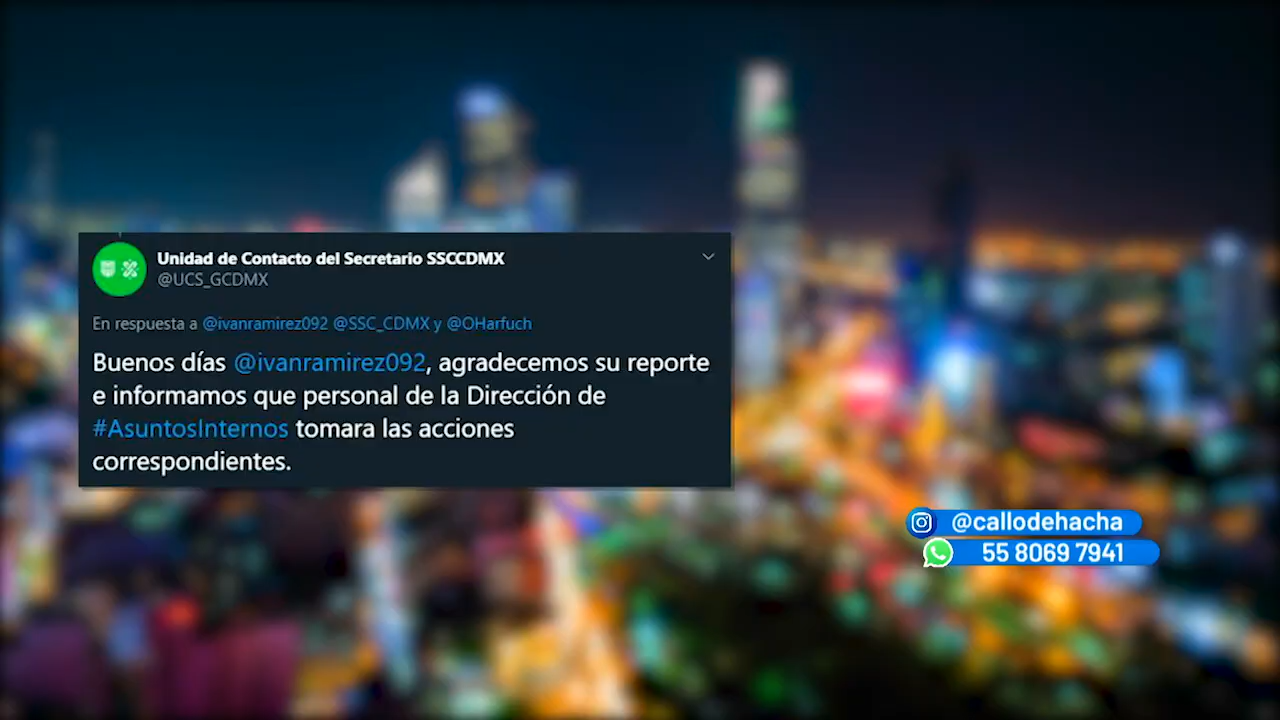 Unidad de Contacto del Secretario SSCCDMX
@UCS_GCDMX
En respuesta a @ivanramirez092 @SSC_CDMX y @OHarfuch
Buenos días @ivanramirez092, agradecemos su reporte
e informamos que personal de la Dirección de
#AsuntosInternos tomara las acciones
correspondientes.
@callodehacha
55 8069 7941